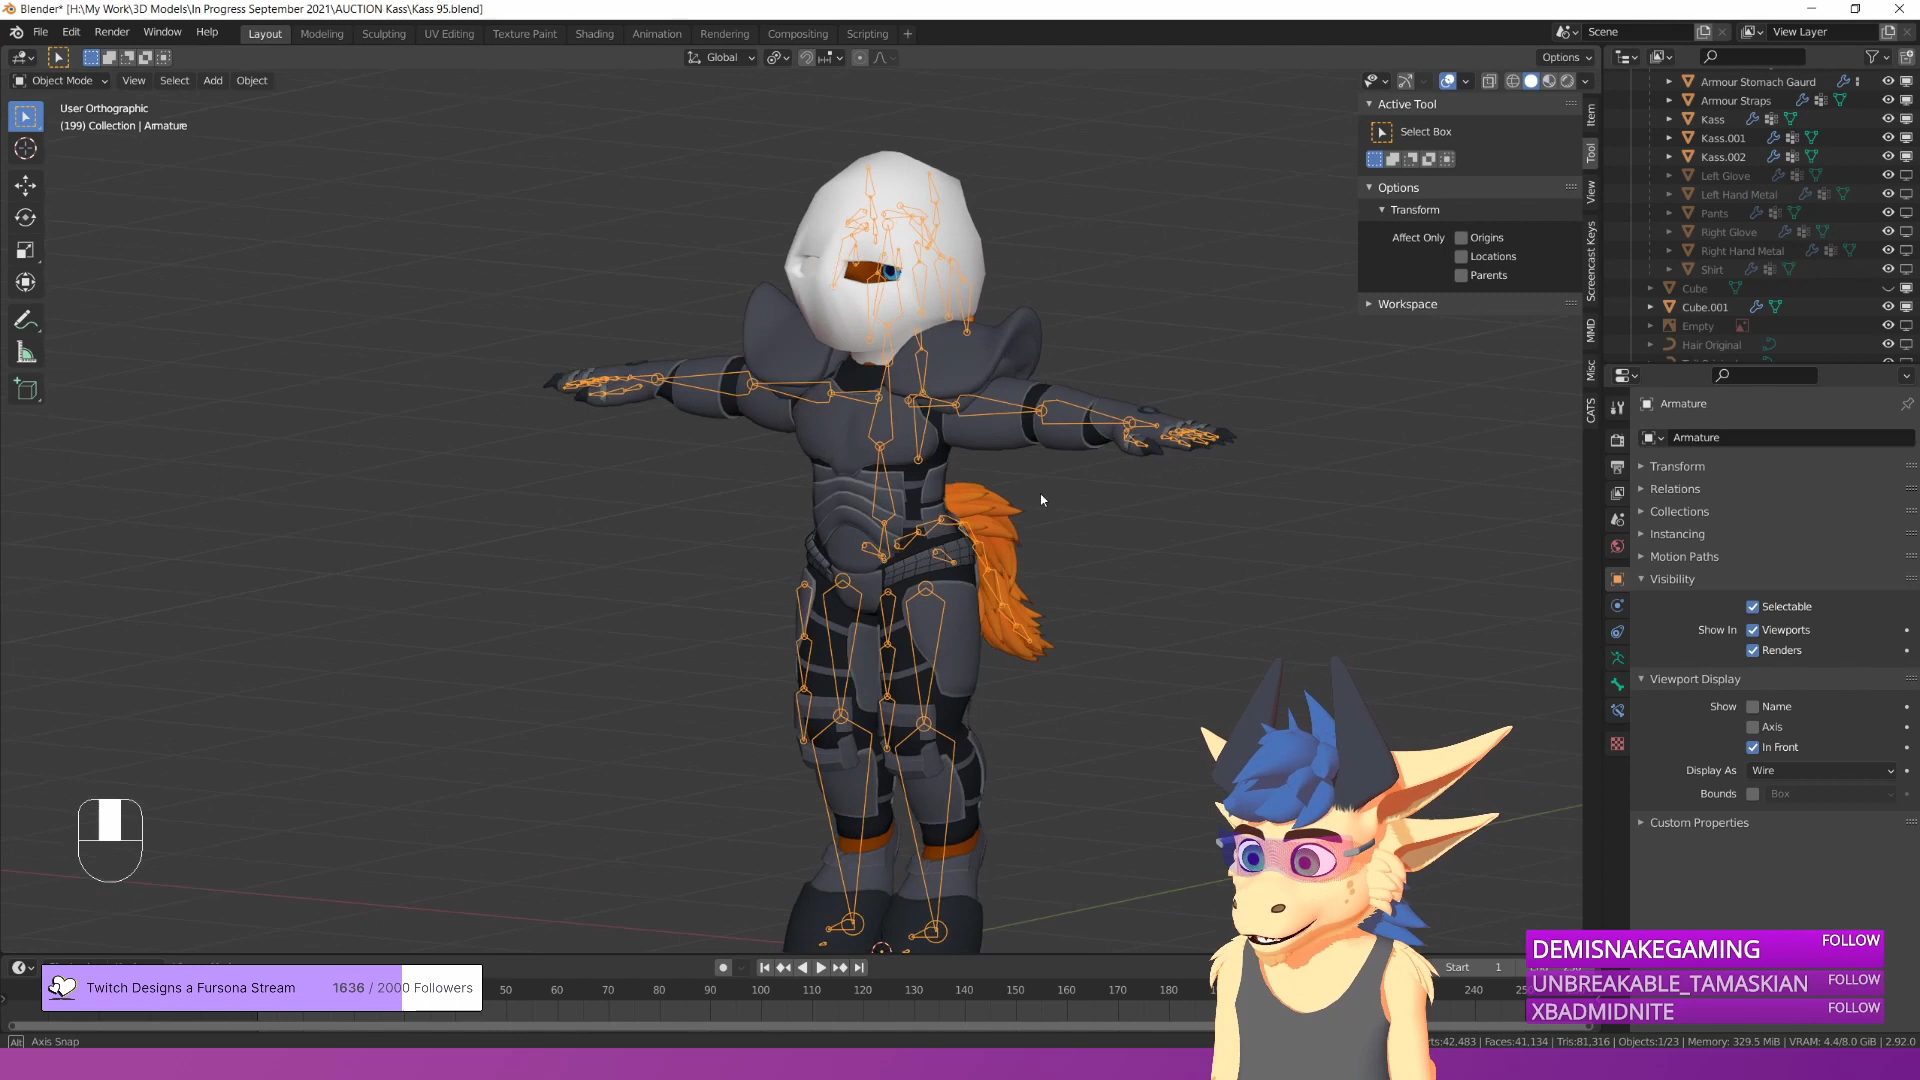 Blender* [H:\My Work\3D Models\In Progress September 2021\AUCTION Kass\Kass 95.blend]
File Edit Render Window Help
Layout Modeling Sculpting UV Editing Texture Paint Shading Animation Rendering Compositing Scripting +
Scene
View Layer
Global
Options
Object Mode View Select Add Object
User Orthographic
(199) Collection | Armature
Active Tool
Select Box
Options
Transform
Affect Only Origins
Locations
Parents
Workspace
Item
Tool
View
Screencast Keys
MMD
Misc
CATS
Armour Stomach Gaurd
Armour Straps
Kass
Kass.001
Kass.002
Left Glove
Left Hand Metal
Pants
Right Glove
Right Hand Metal
Shirt
Cube
Cube.001
Empty
Hair Original
Armature
Armature
Transform
Relations
Collections
Instancing
Motion Paths
Visibility
Selectable
Show In Viewports
Renders
Viewport Display
Show Name
Axis
In Front
Display As Wire
Bounds Box
Custom Properties
DEMISNAKEGAMING FOLLOW
UNBREAKABLE_TAMASKIAN FOLLOW
XBADMIDNITE FOLLOW
Start 1
Twitch Designs a Fursona Stream 1636 / 2000 Followers
50 60 70 80 90 100 110 120 130 140 150 160 170 180 240
Alt Axis Snap
ts:42,483 | Faces:41,134 | Tris:81,316 | Objects:1/23 | Memory: 329.5 MiB | VRAM: 4.4/8.0 GiB | 2.92.0